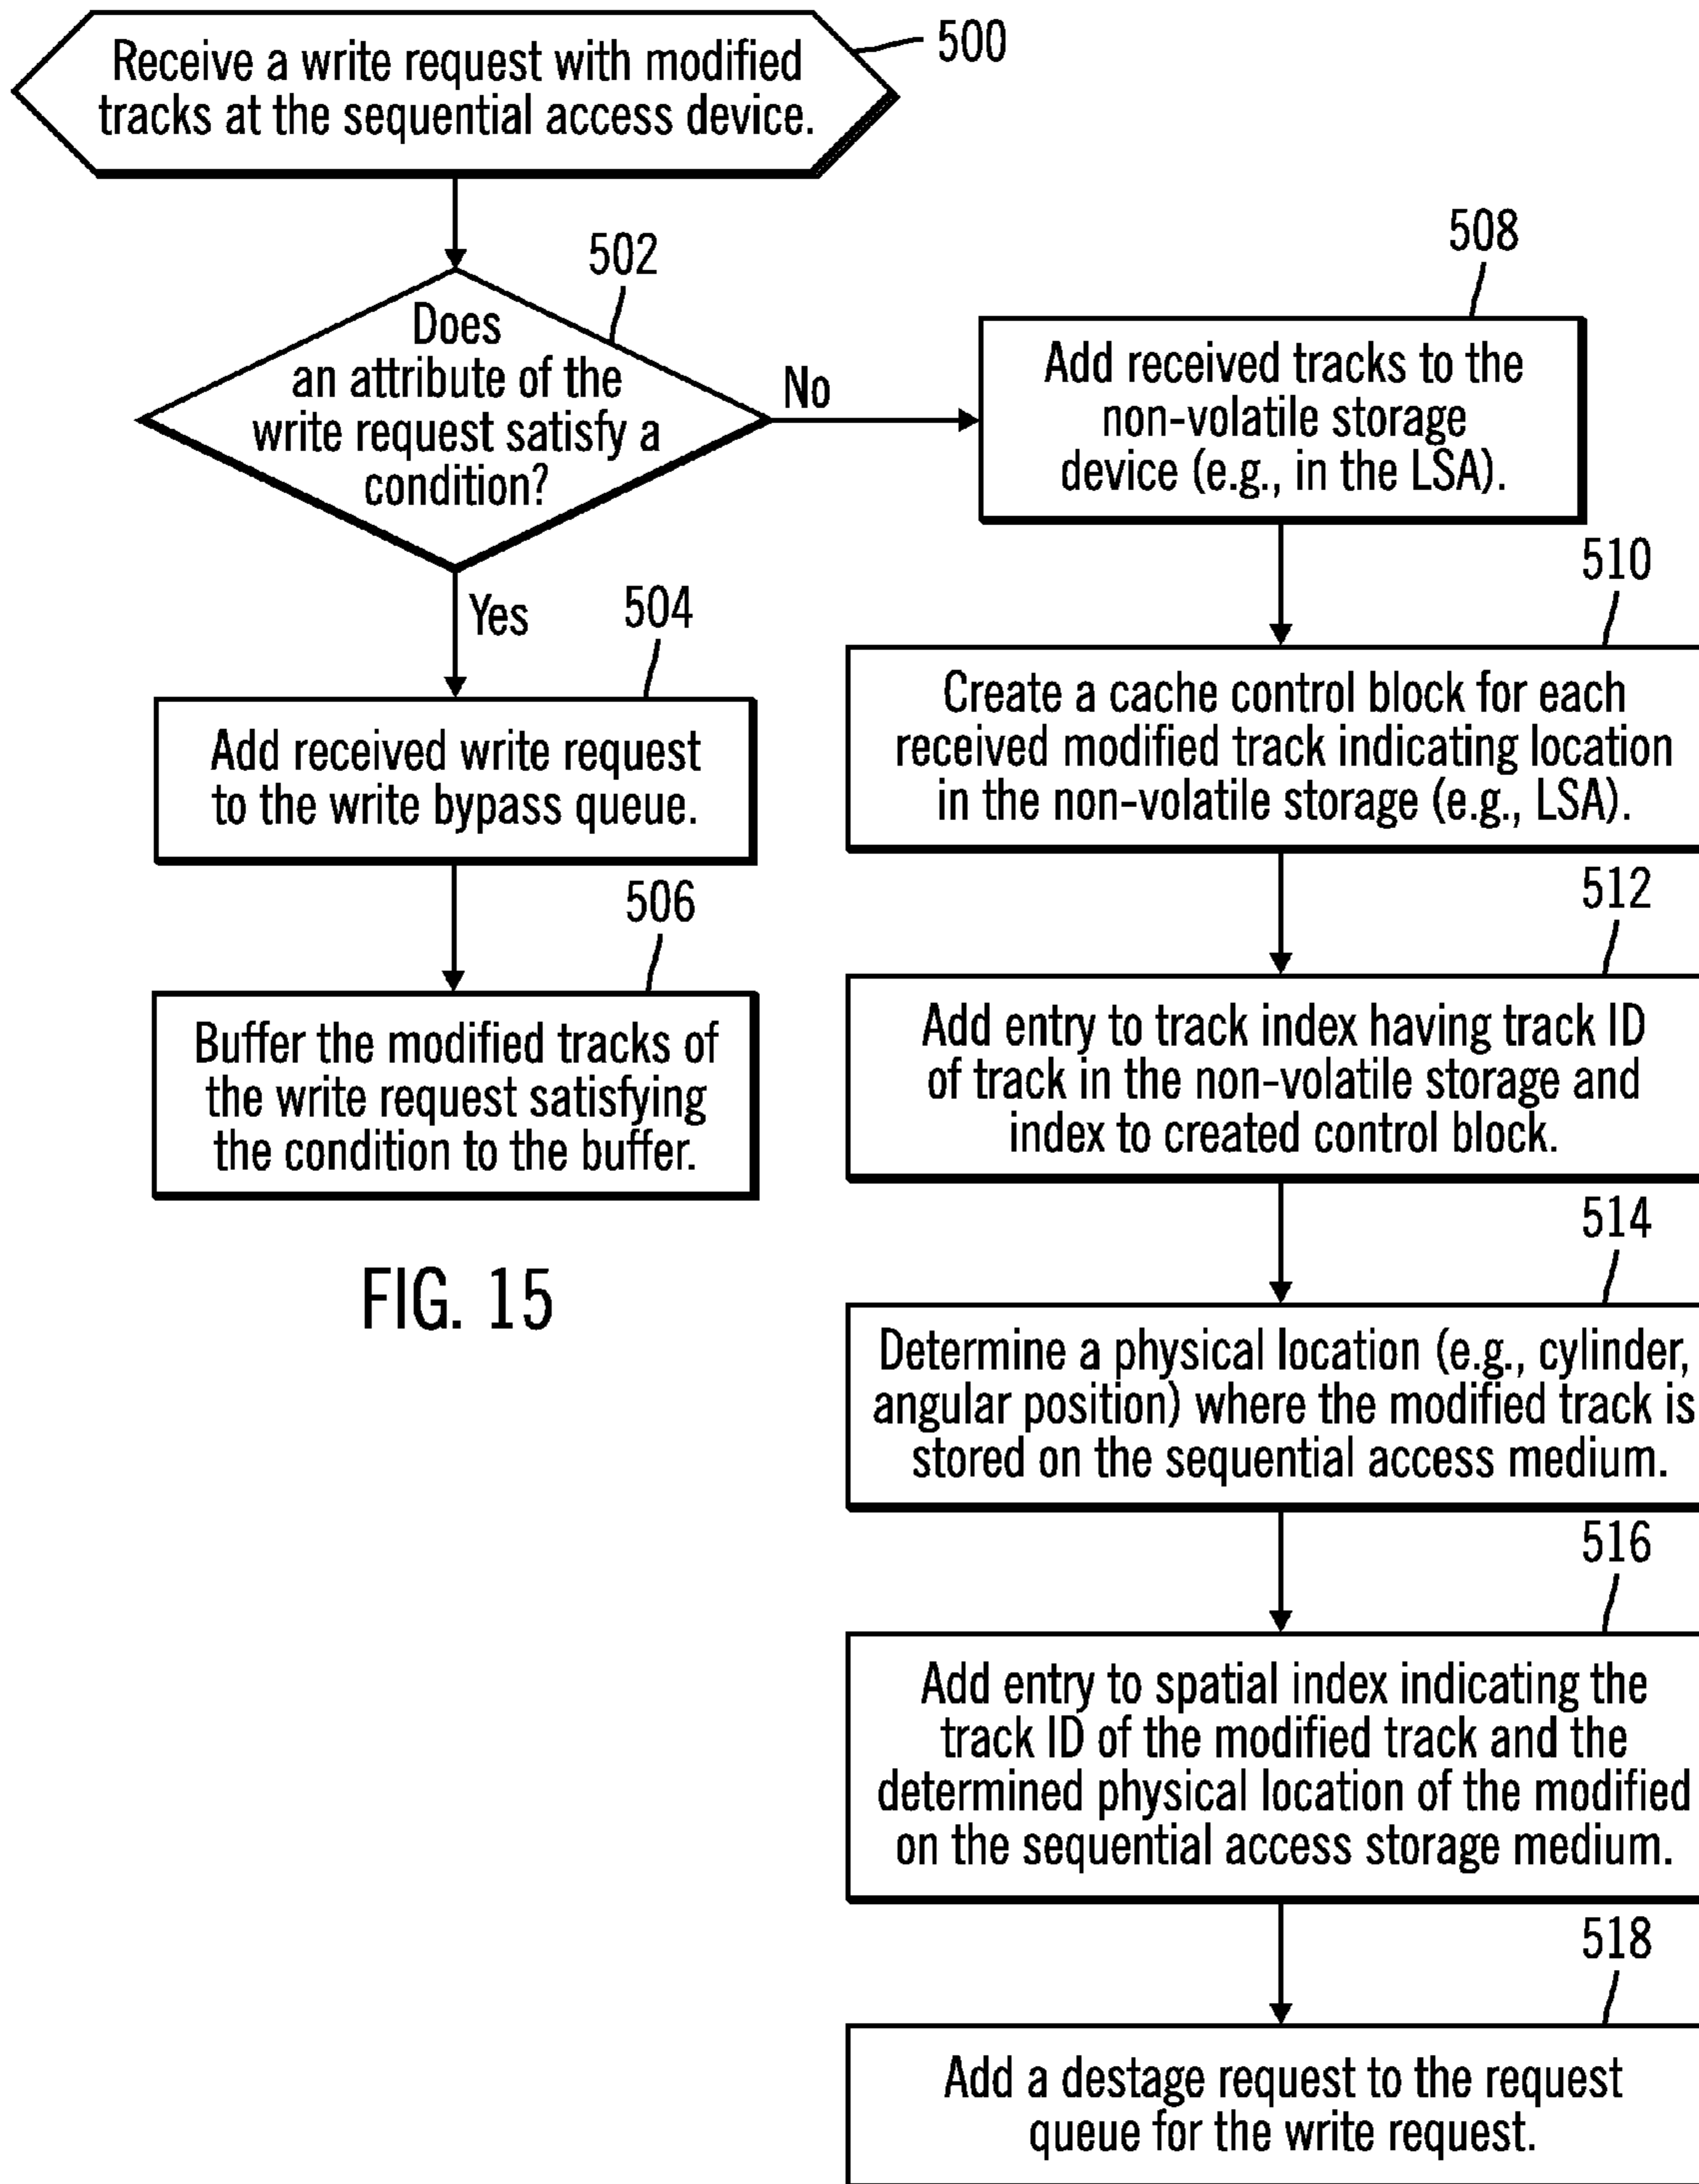 500
Receive a write request with modified
tracks at the sequential access device.
502
Does
an attribute of the
write request satisfy a
condition?
No
Yes
504
Add received write request
to the write bypass queue.
506
Buffer the modified tracks of
the write request satisfying
the condition to the buffer.
FIG. 15
508
Add received tracks to the
non-volatile storage
device (e.g., in the LSA).
510
Create a cache control block for each
received modified track indicating location
in the non-volatile storage (e.g., LSA).
512
Add entry to track index having track ID
of track in the non-volatile storage and
index to created control block.
514
Determine a physical location (e.g., cylinder,
angular position) where the modified track is
stored on the sequential access medium.
516
Add entry to spatial index indicating the
track ID of the modified track and the
determined physical location of the modified
on the sequential access storage medium.
518
Add a destage request to the request
queue for the write request.